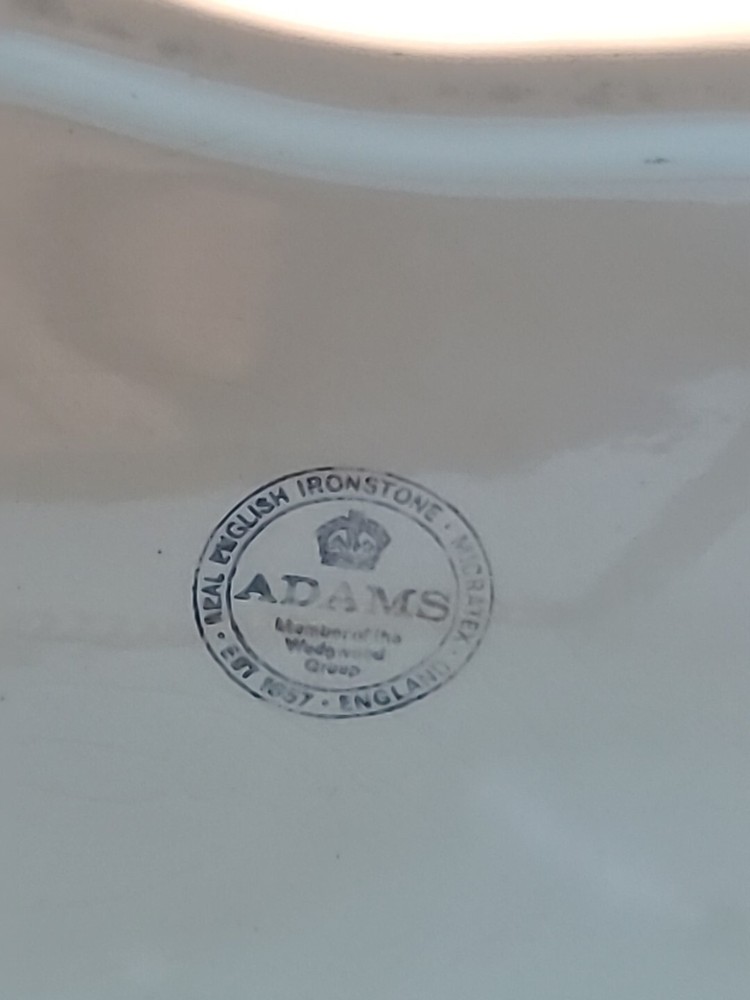 REAL ENGLISH IRONSTONE · MICRATEX ·
ADAMS
Member of the
Wedgwood
Group
· EST 1657 · ENGLAND